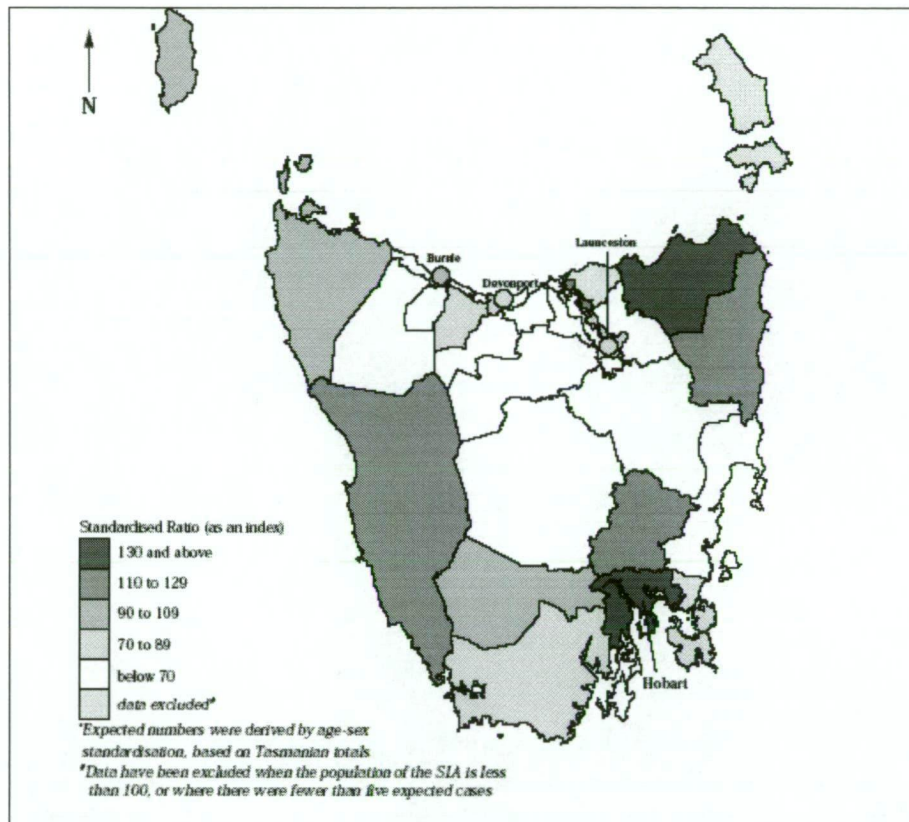 N
Launceston
Burnie
Devonport
Hobart
Standardised Ratio (as an index)
130 and above
110 to 129
90 to 109
70 to 89
below 70
data excluded#
*Expected numbers were derived by age-sex
standardisation, based on Tasmanian totals
#Data have been excluded when the population of the SLA is less
than 100, or where there were fewer than five expected cases